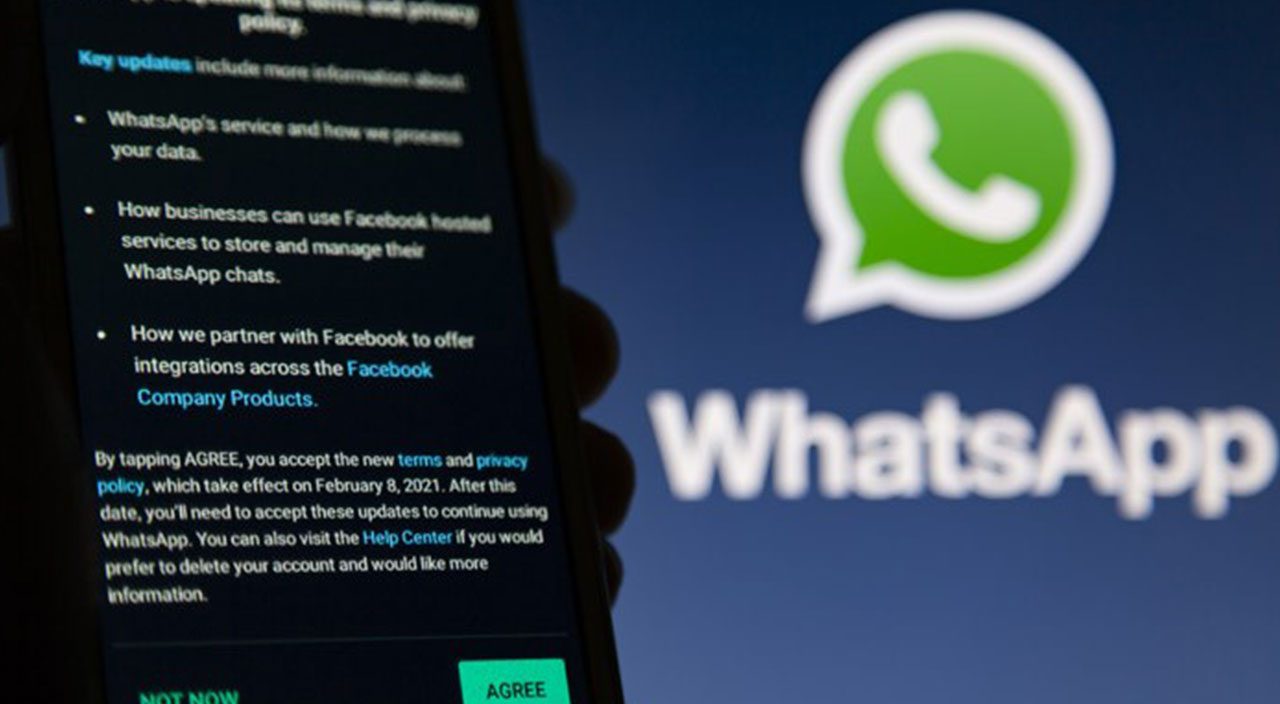 terms and privacy
policy.
Key updates include more information about:
• WhatsApp's service and how we process
your data.
• How businesses can use Facebook hosted
services to store and manage their
WhatsApp chats.
• How we partner with Facebook to offer
integrations across the Facebook
Company Products.
By tapping AGREE, you accept the new terms and privacy
policy, which take effect on February 8, 2021. After this
date, you'll need to accept these updates to continue using
WhatsApp. You can also visit the Help Center if you would
prefer to delete your account and would like more
information.
NOT NOW
AGREE
WhatsApp